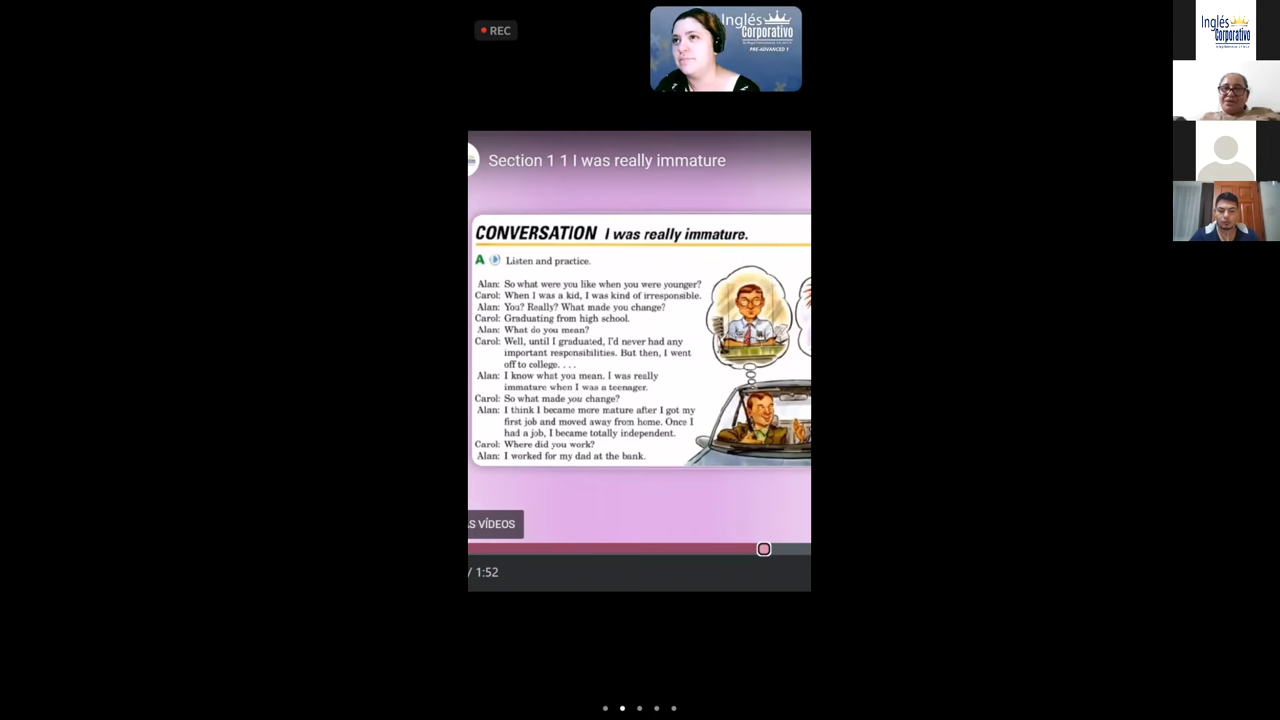 REC
Inglés
Corporativo
PRE-ADVANCED 1
Inglés
Corporativo
Section 1 1 I was really immature
CONVERSATION I was really immature.
A Listen and practice.
Alan: So what were you like when you were younger?
Carol: When I was a kid, I was kind of irresponsible.
Alan: You? Really? What made you change?
Carol: Graduating from high school.
Alan: What do you mean?
Carol: Well, until I graduated, I'd never had any
important responsibilities. But then, I went
off to college. . . .
Alan: I know what you mean. I was really
immature when I was a teenager.
Carol: So what made you change?
Alan: I think I became more mature after I got my
first job and moved away from home. Once I
had a job, I became totally independent.
Carol: Where did you work?
Alan: I worked for my dad at the bank.
ÁS VÍDEOS
/ 1:52